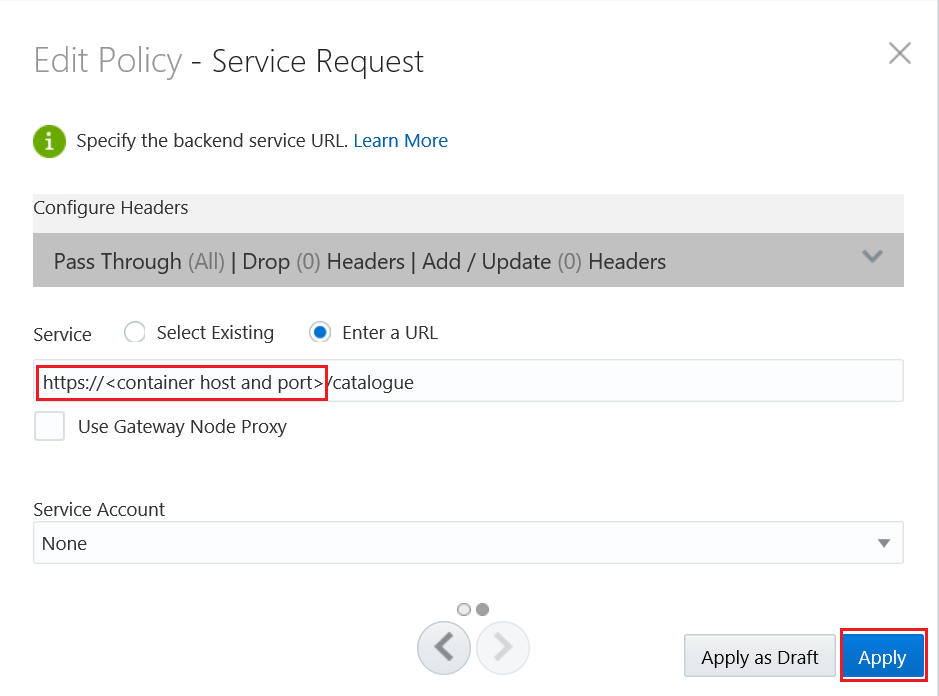 Edit Policy - Service Request
Specify the backend service URL. Learn More
Configure Headers
Pass Through (All) | Drop (0) Headers | Add / Update (0) Headers
Service Select Existing Enter a URL
https://<container host and port>/catalogue
Use Gateway Node Proxy
Service Account
None
Apply as Draft Apply